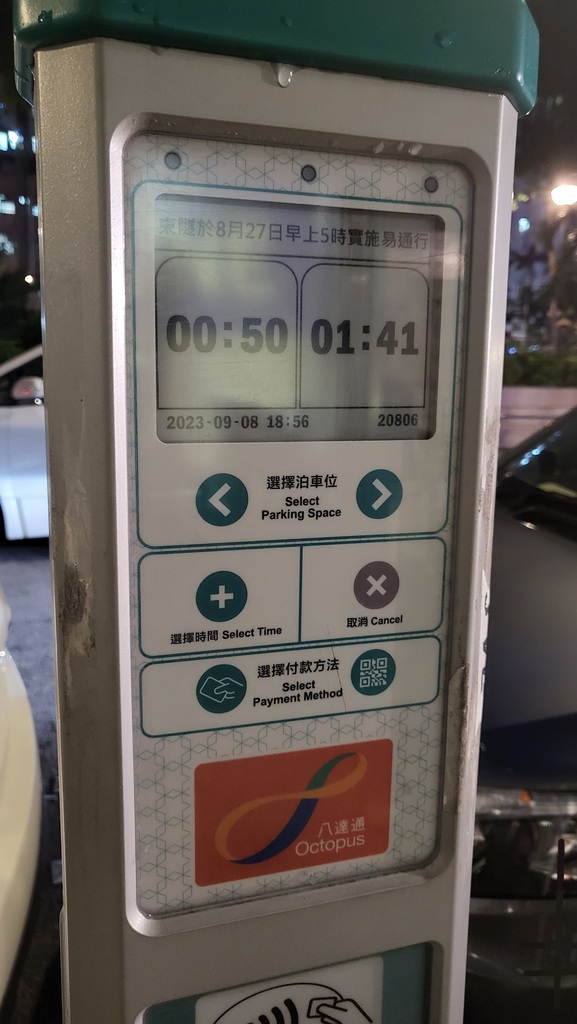 東隧於8月27日早上5時實施易通行
00:50 01:41
2023-09-08 18:56 20806
選擇泊車位
Select
Parking Space
選擇時間 Select Time
取消 Cancel
選擇付款方法
Select
Payment Method
八達通
Octopus